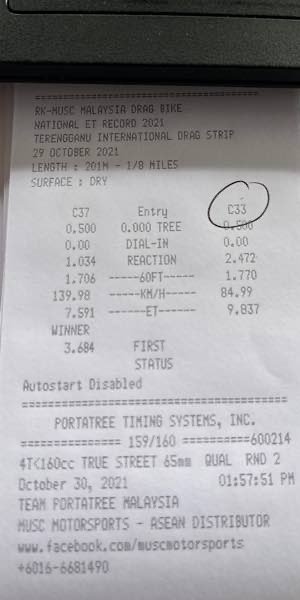 ========================================
RK-MUSC MALAYSIA DRAG BIKE
NATIONAL ET RECORD 2021
TERENGGANU INTERNATIONAL DRAG STRIP
29 OCTOBER 2021
LENGTH : 201M - 1/8 MILES
SURFACE : DRY
C37 Entry C33
0.500 0.000 TREE 0.500
0.00 DIAL-IN 0.00
1.034 REACTION 2.472
1.706 -----60FT----- 1.770
139.98 -----KM/H----- 84.99
7.591 ------ET------ 9.837
WINNER
3.684 FIRST
STATUS
Autostart Disabled
========================================
PORTATREE TIMING SYSTEMS, INC.
=============== 159/160 ==========600214
4T<160cc TRUE STREET 65mm QUAL RND 2
October 30, 2021 01:57:51 PM
TEAM PORTATREE MALAYSIA
MUSC MOTORSPORTS - ASEAN DISTRIBUTOR
www.facebook.com/muscmotorsports
+6016-6681490